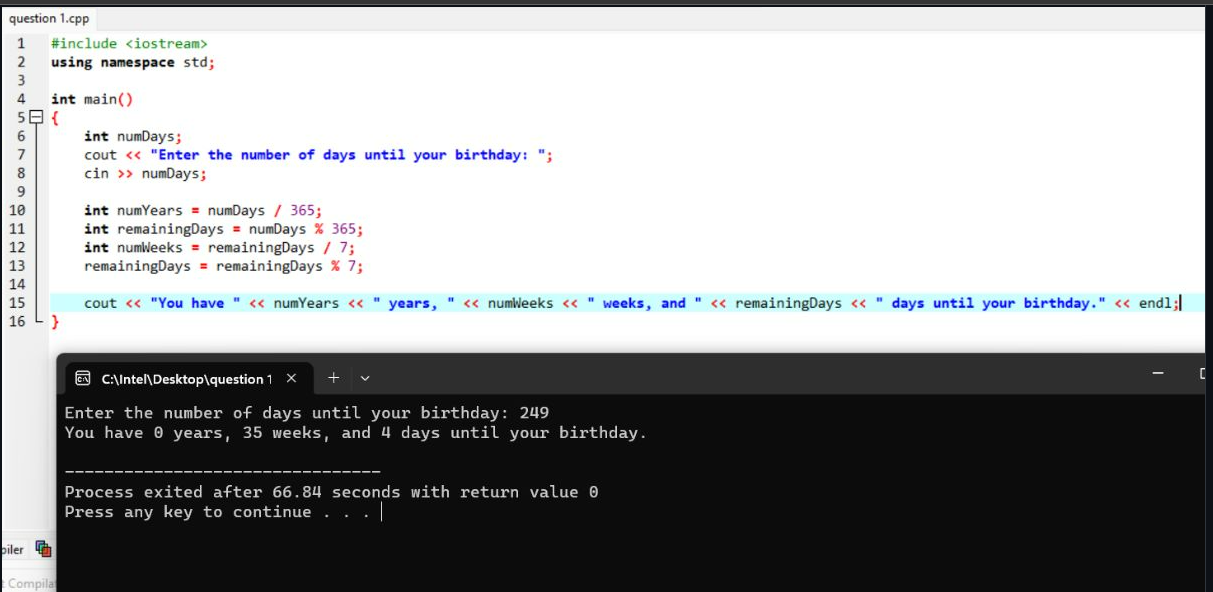 question 1.cpp
1 #include <iostream>
2 using namespace std;
3
4 int main()
5 {
6 int numDays;
7 cout << "Enter the number of days until your birthday: ";
8 cin >> numDays;
9
10 int numYears = numDays / 365;
11 int remainingDays = numDays % 365;
12 int numWeeks = remainingDays / 7;
13 remainingDays = remainingDays % 7;
14
15 cout << "You have " << numYears << " years, " << numWeeks << " weeks, and " << remainingDays << " days until your birthday." << endl;
16 }
C:\Intel\Desktop\question 1
Enter the number of days until your birthday: 249
You have 0 years, 35 weeks, and 4 days until your birthday.
--------------------------------
Process exited after 66.84 seconds with return value 0
Press any key to continue . . .
piler
t Compila